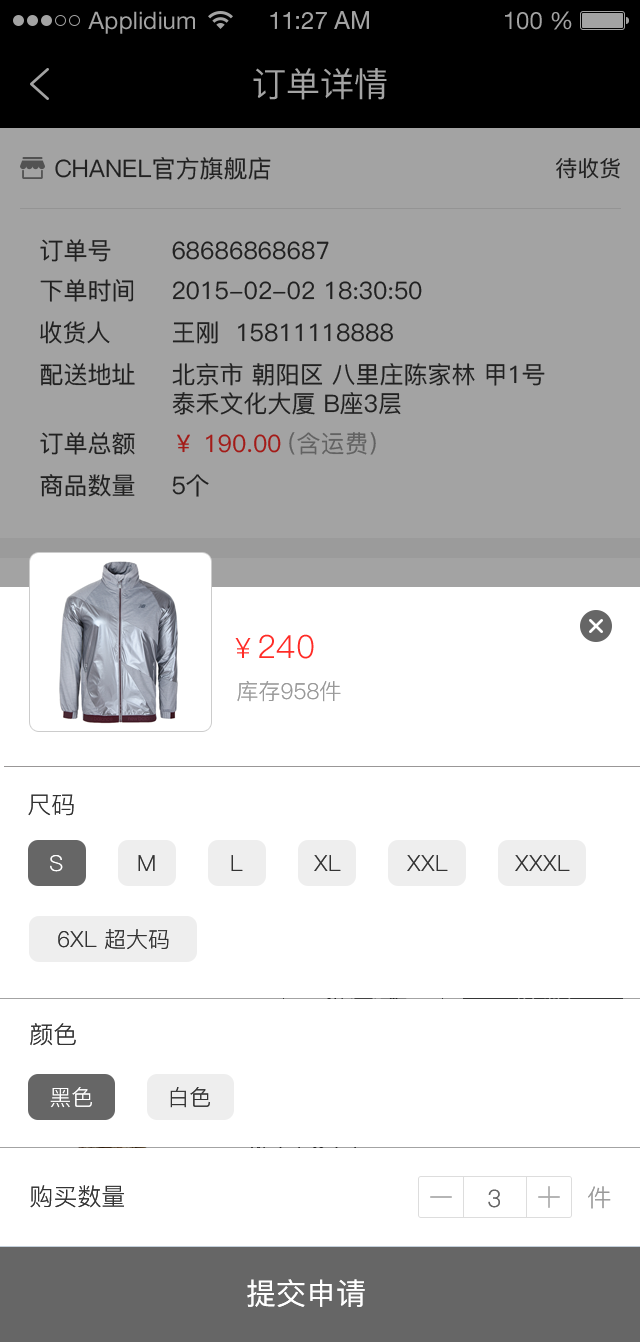 Applidium 11:27 AM 100 %
订单详情
CHANEL官方旗舰店 待收货
订单号 68686868687
下单时间 2015-02-02 18:30:50
收货人 王刚 15811118888
配送地址 北京市 朝阳区 八里庄陈家林 甲1号
泰禾文化大厦 B座3层
订单总额 ¥ 190.00 (含运费)
商品数量 5个
¥ 240
库存958件
尺码
S M L XL XXL XXXL
6XL 超大码
颜色
黑色 白色
购买数量 3 件
提交申请